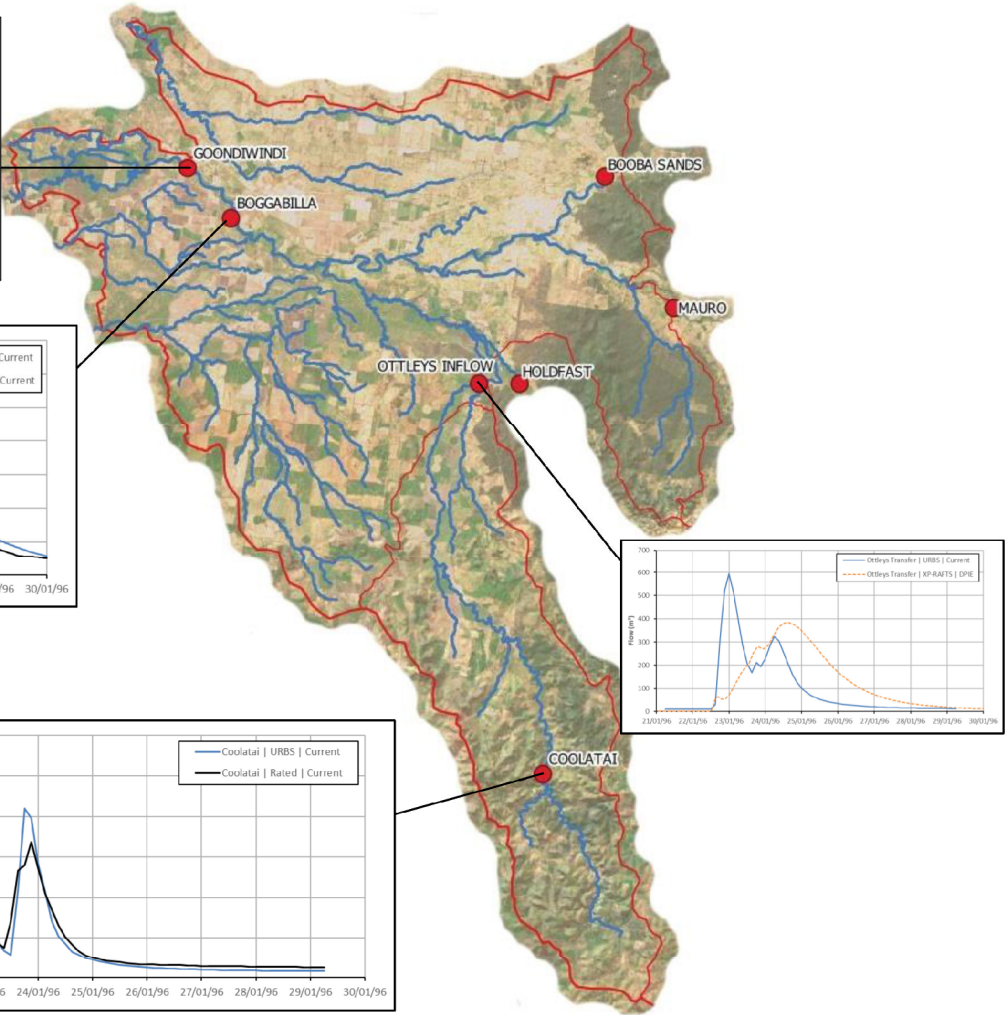 GOONDIWINDI
BOOBA SANDS
BOGGABILLA
MAURO
OTTLEYS INFLOW
HOLDFAST
COOLATAI
Current
Current
/96 30/01/96
Ottleys Transfer | URBS | Current
Ottleys Transfer | XP-RAFTS | DPIE
Flow (m³)
700
600
500
400
300
200
100
0
21/01/96 22/01/96 23/01/96 24/01/96 25/01/96 26/01/96 27/01/96 28/01/96 29/01/96 30/01/96
Coolatai | URBS | Current
Coolatai | Rated | Current
96 24/01/96 25/01/96 26/01/96 27/01/96 28/01/96 29/01/96 30/01/96